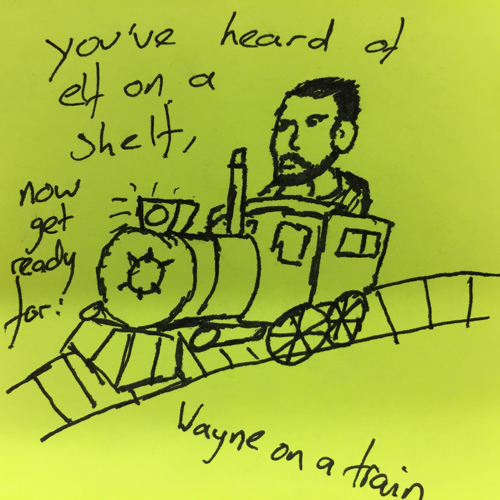 you've heard of
elf on a
shelf,
now
get
ready
for:
Wayne on a train